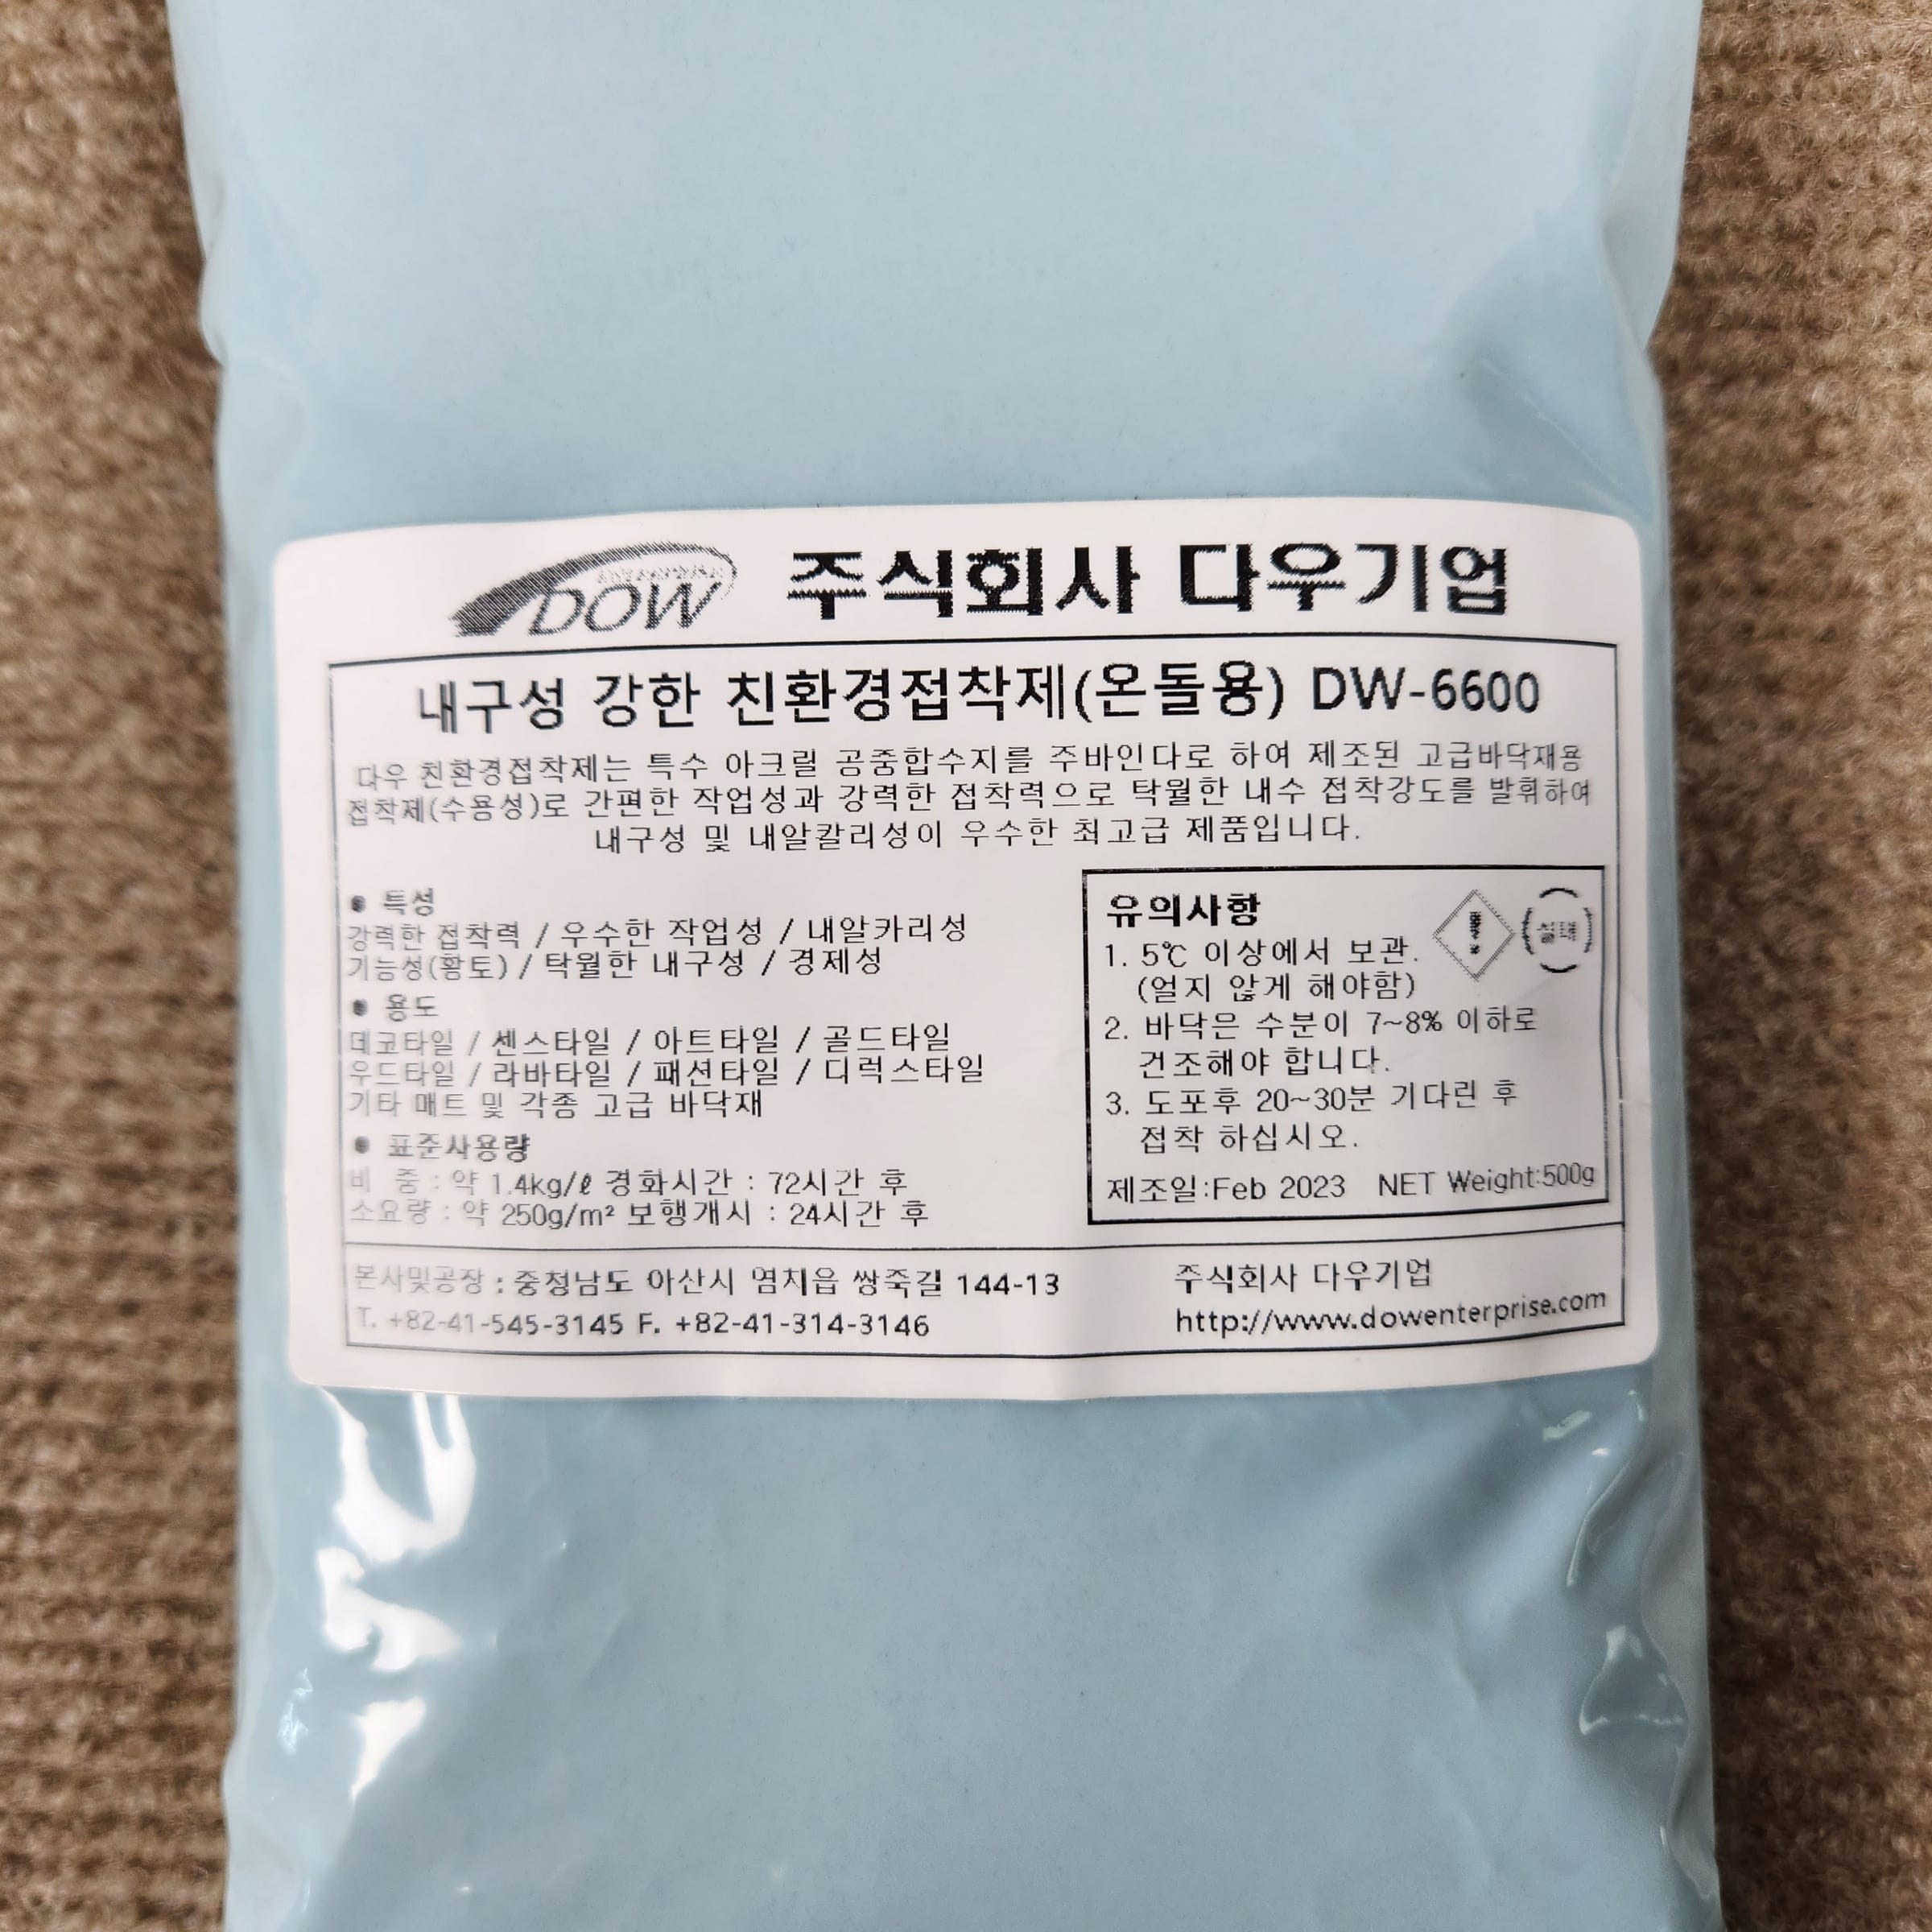 DOW 주식회사 다우기업
내구성 강한 친환경접착제(온돌용) DW-6600
다우 친환경접착제는 특수 아크릴 공중합수지를 주바인다로 하여 제조된 고급바닥재용
접착제(수용성)로 간편한 작업성과 강력한 접착력으로 탁월한 내수 접착강도를 발휘하여
내구성 및 내알칼리성이 우수한 최고급 제품입니다.
● 특성
강력한 접착력 / 우수한 작업성 / 내알카리성
기능성(황토) / 탁월한 내구성 / 경제성
● 용도
데코타일 / 센스타일 / 아트타일 / 골드타일
우드타일 / 라바타일 / 패션타일 / 디럭스타일
기타 매트 및 각종 고급 바닥재
● 표준사용량
비 중 : 약 1.4kg/ℓ 경화시간 : 72시간 후
소요량 : 약 250g/m² 보행개시 : 24시간 후
유의사항
실내
1. 5℃ 이상에서 보관.
(얼지 않게 해야함)
2. 바닥은 수분이 7~8% 이하로
건조해야 합니다.
3. 도포후 20~30분 기다린 후
접착 하십시오.
제조일:Feb 2023 NET Weight:500g
본사및공장 : 충청남도 아산시 염치읍 쌍죽길 144-13
T. +82-41-545-3145 F. +82-41-314-3146
주식회사 다우기업
http://www.dowenterprise.com